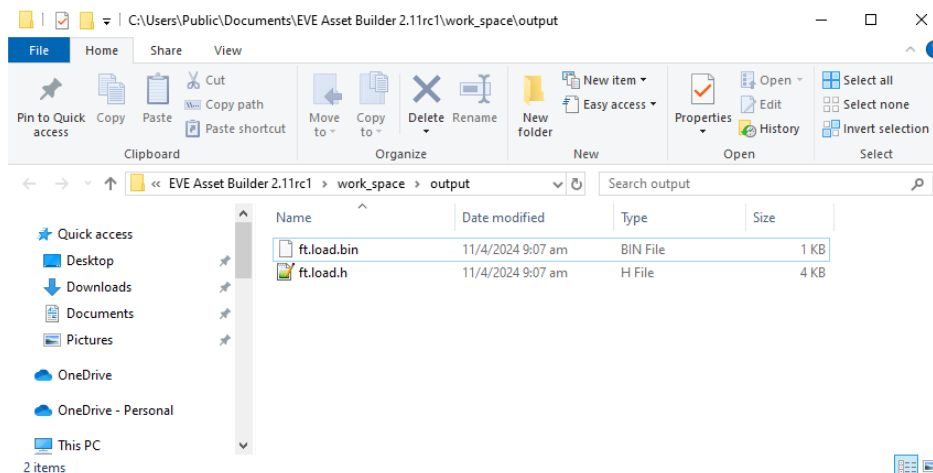 C:\Users\Public\Documents\EVE Asset Builder 2.11rc1\work_space\output
File Home Share View
Pin to Quick access
Copy
Paste
Cut
Copy path
Paste shortcut
Clipboard
Move to
Copy to
Delete
Rename
Organize
New folder
New item
Easy access
New
Properties
Open
Edit
History
Open
Select all
Select none
Invert selection
Select
« EVE Asset Builder 2.11rc1 › work_space › output
Search output
Quick access
Desktop
Downloads
Documents
Pictures
OneDrive
OneDrive - Personal
This PC
Name Date modified Type Size
ft.load.bin 11/4/2024 9:07 am BIN File 1 KB
ft.load.h 11/4/2024 9:07 am H File 4 KB
2 items